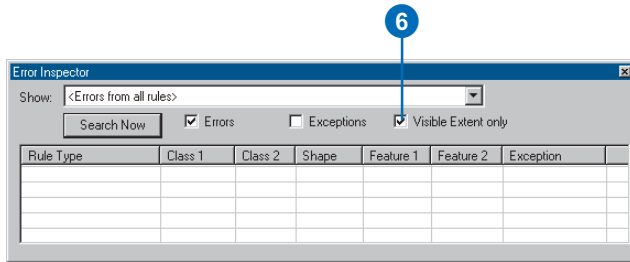 6
Error Inspector
Show: <Errors from all rules>
Search Now Errors Exceptions Visible Extent only
Rule Type Class 1 Class 2 Shape Feature 1 Feature 2 Exception